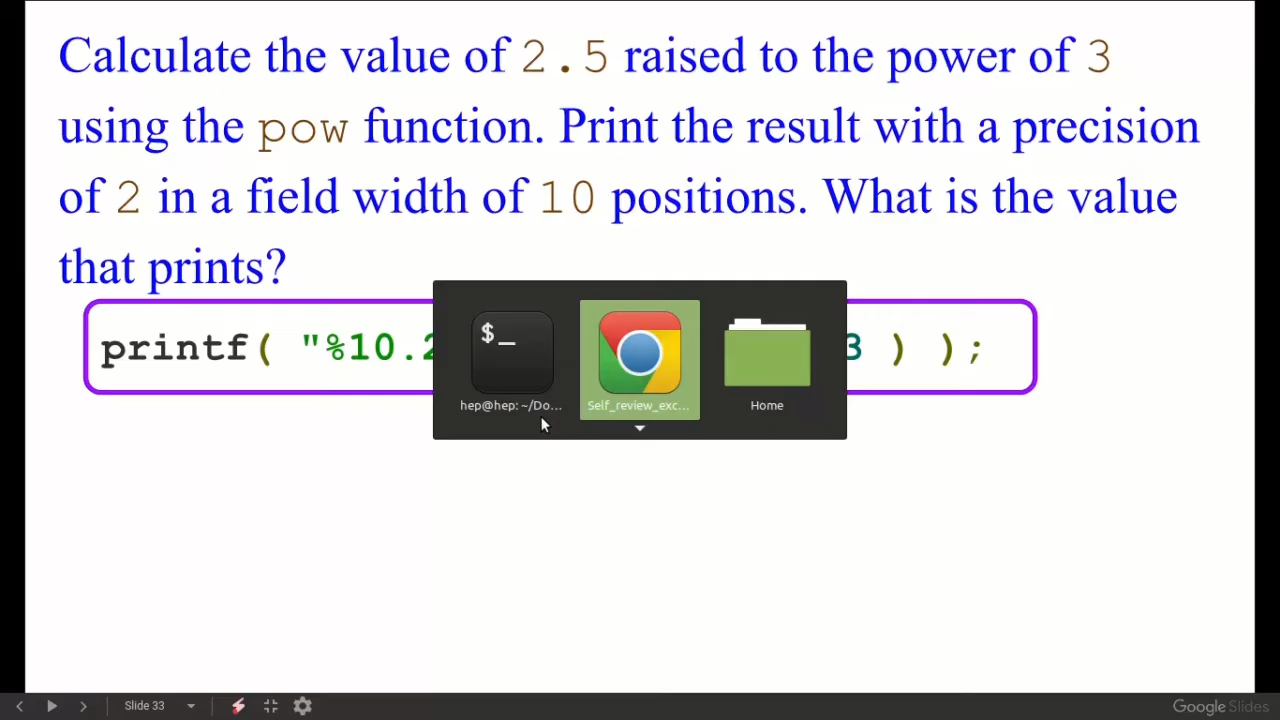 Calculate the value of 2.5 raised to the power of 3
using the pow function. Print the result with a precision
of 2 in a field width of 10 positions. What is the value
that prints?
printf( "%10.2 3 ) );
$_
hep@hep: ~/Do... Self_review_exc... Home
Slide 33
Google Slides